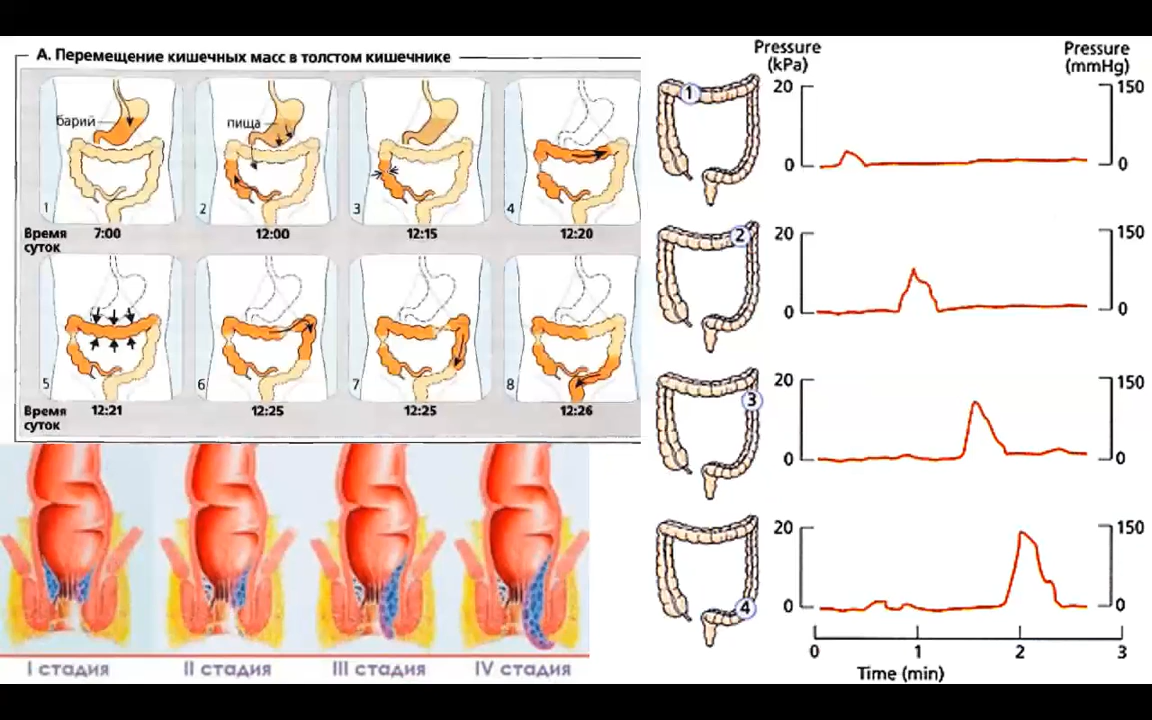 А. Перемещение кишечных масс в толстом кишечнике
барий
пища
1
2
3
4
Время суток
7:00
12:00
12:15
12:20
5
6
7
8
Время суток
12:21
12:25
12:25
12:26
I стадия
II стадия
III стадия
IV стадия
Pressure
(kPa)
Pressure
(mmHg)
1
20
0
150
0
2
20
0
150
0
3
20
0
150
0
4
20
0
150
0
0
1
2
3
Time (min)